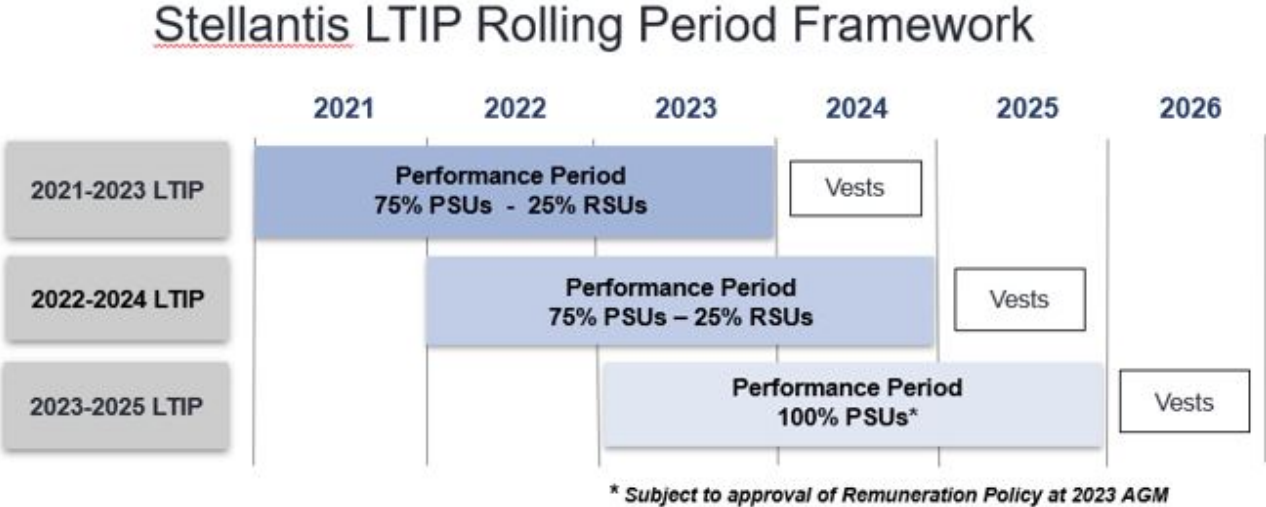 Stellantis LTIP Rolling Period Framework
2021 2022 2023 2024 2025 2026
2021-2023 LTIP
Performance Period
75% PSUs - 25% RSUs
Vests
2022-2024 LTIP
Performance Period
75% PSUs – 25% RSUs
Vests
2023-2025 LTIP
Performance Period
100% PSUs*
Vests
* Subject to approval of Remuneration Policy at 2023 AGM